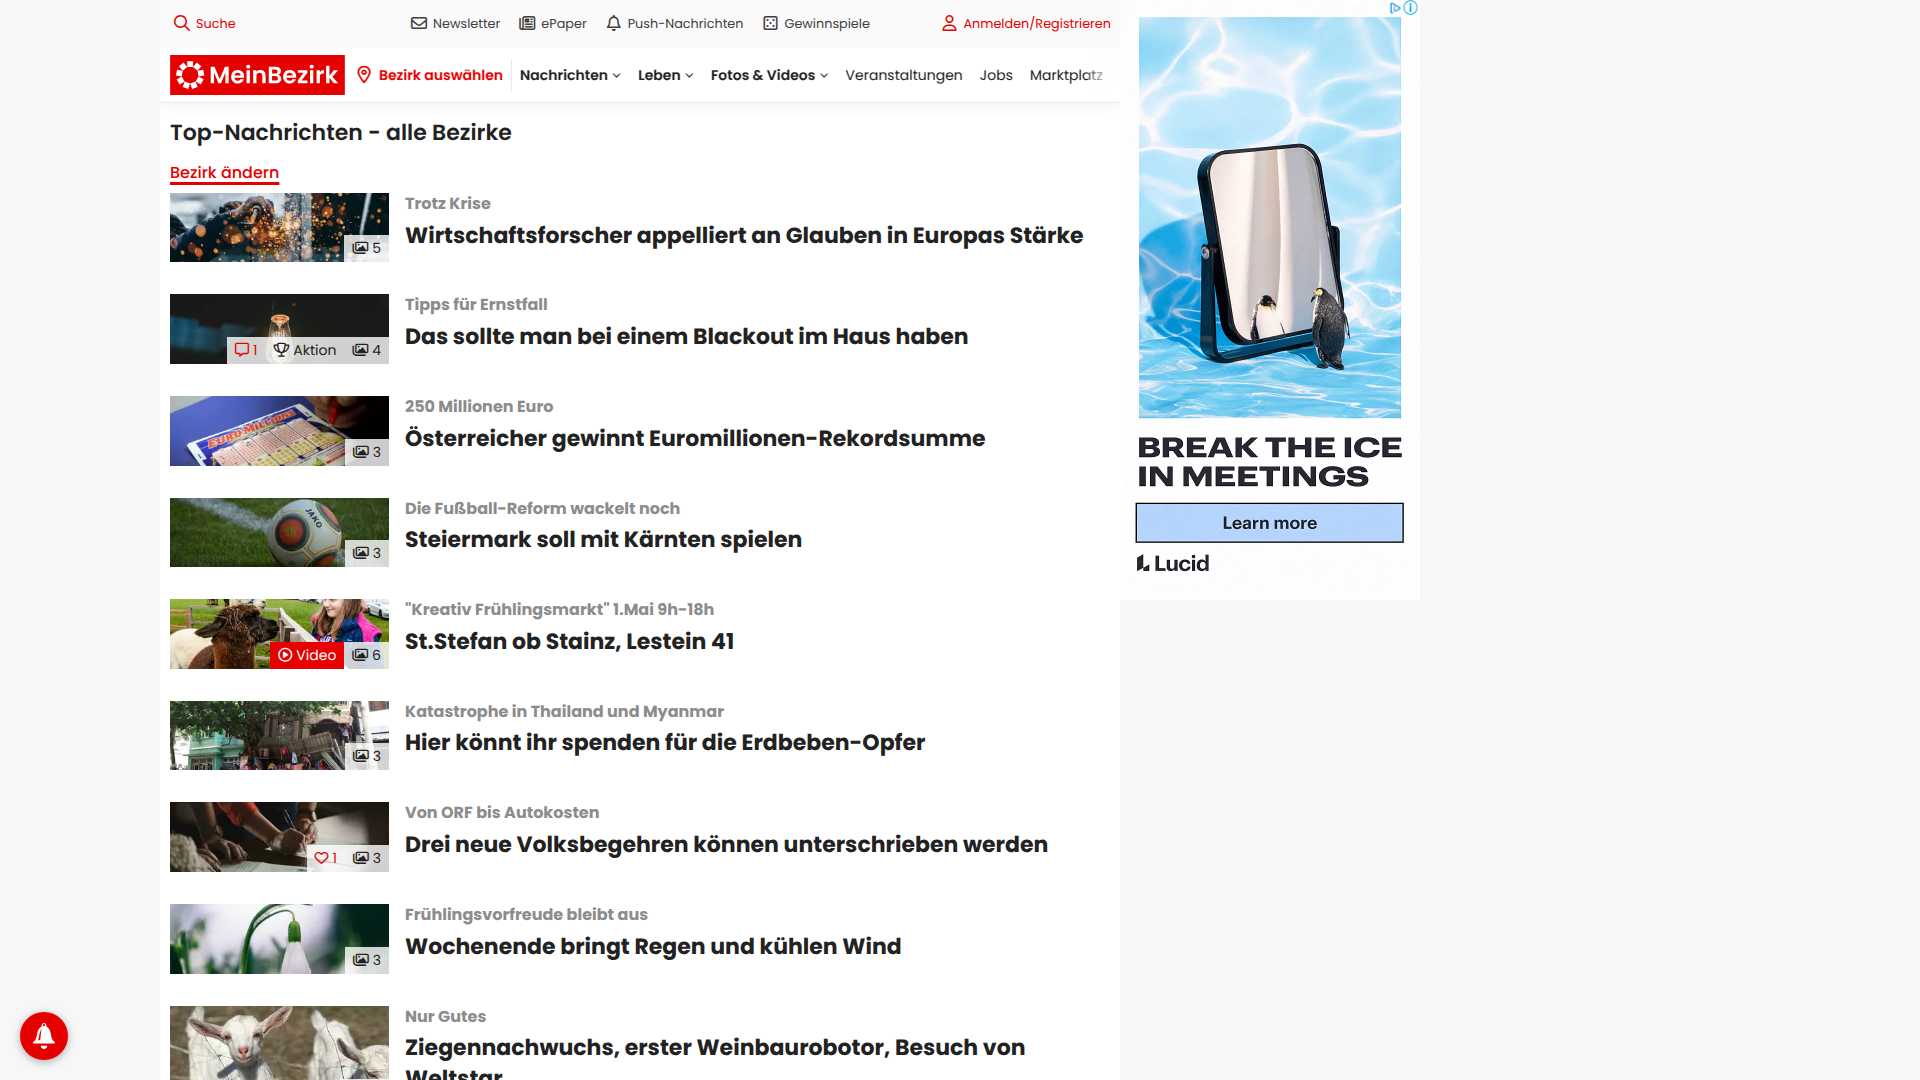 Suche
Newsletter
ePaper
Push-Nachrichten
Gewinnspiele
Anmelden/Registrieren
MeinBezirk
Bezirk auswählen
Nachrichten
Leben
Fotos & Videos
Veranstaltungen
Jobs
Marktplatz
Top-Nachrichten - alle Bezirke
Bezirk ändern
5
Trotz Krise
Wirtschaftsforscher appelliert an Glauben in Europas Stärke
1 Aktion 4
Tipps für Ernstfall
Das sollte man bei einem Blackout im Haus haben
EURO MILLIONEN
3
250 Millionen Euro
Österreicher gewinnt Euromillionen-Rekordsumme
JAKO
3
Die Fußball-Reform wackelt noch
Steiermark soll mit Kärnten spielen
Video 6
"Kreativ Frühlingsmarkt" 1.Mai 9h-18h
St.Stefan ob Stainz, Lestein 41
3
Katastrophe in Thailand und Myanmar
Hier könnt ihr spenden für die Erdbeben-Opfer
1 3
Von ORF bis Autokosten
Drei neue Volksbegehren können unterschrieben werden
3
Frühlingsvorfreude bleibt aus
Wochenende bringt Regen und kühlen Wind
Nur Gutes
Ziegennachwuchs, erster Weinbaurobotor, Besuch von
Weltstar
BREAK THE ICE
IN MEETINGS
Learn more
Lucid